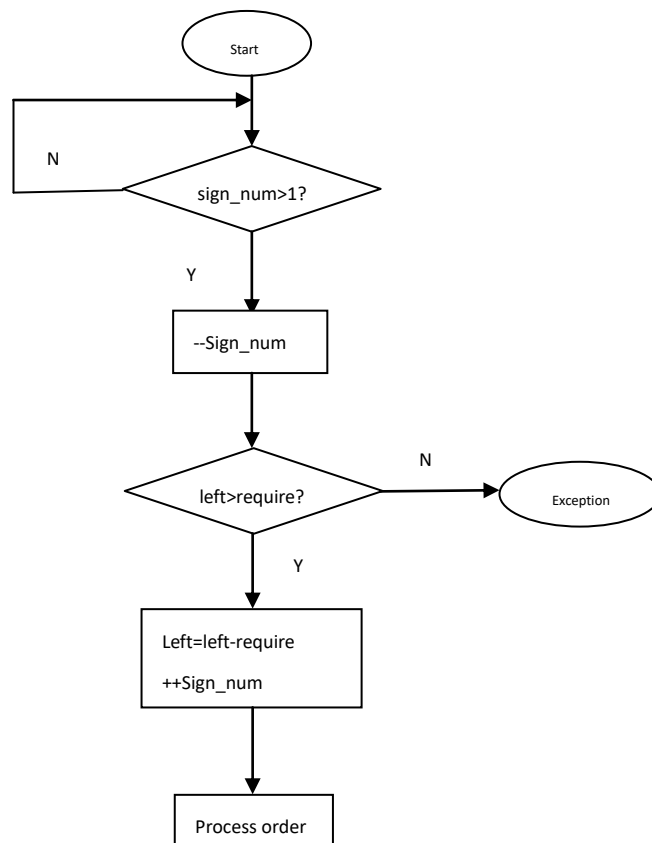 Start
N
sign_num>1?
Y
--Sign_num
N
left>require?
Exception
Y
Left=left-require
++Sign_num
Process order